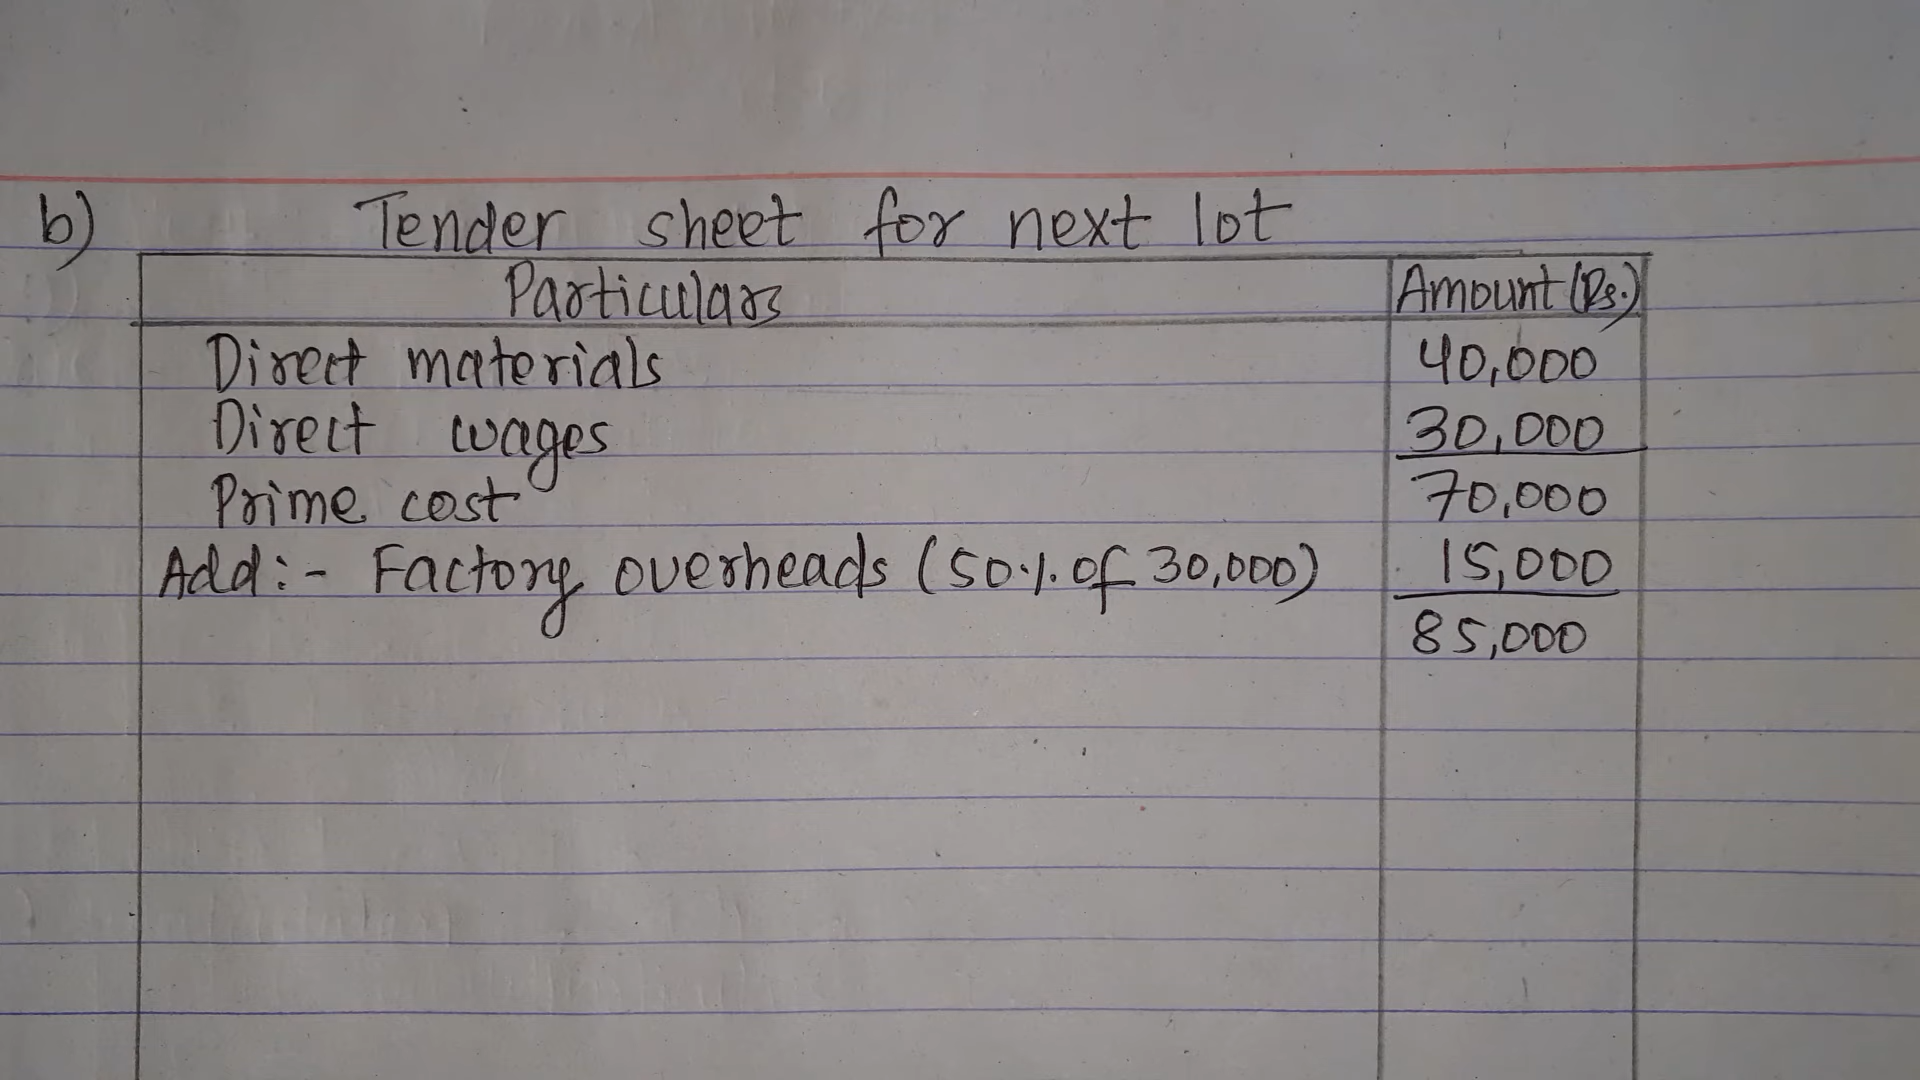 b) Tender sheet for next lot
Particulars Amount (Rs.)
Direct materials 40,000
Direct wages 30,000
Prime cost 70,000
Add:- Factory overheads (50% of 30,000) 15,000
85,000